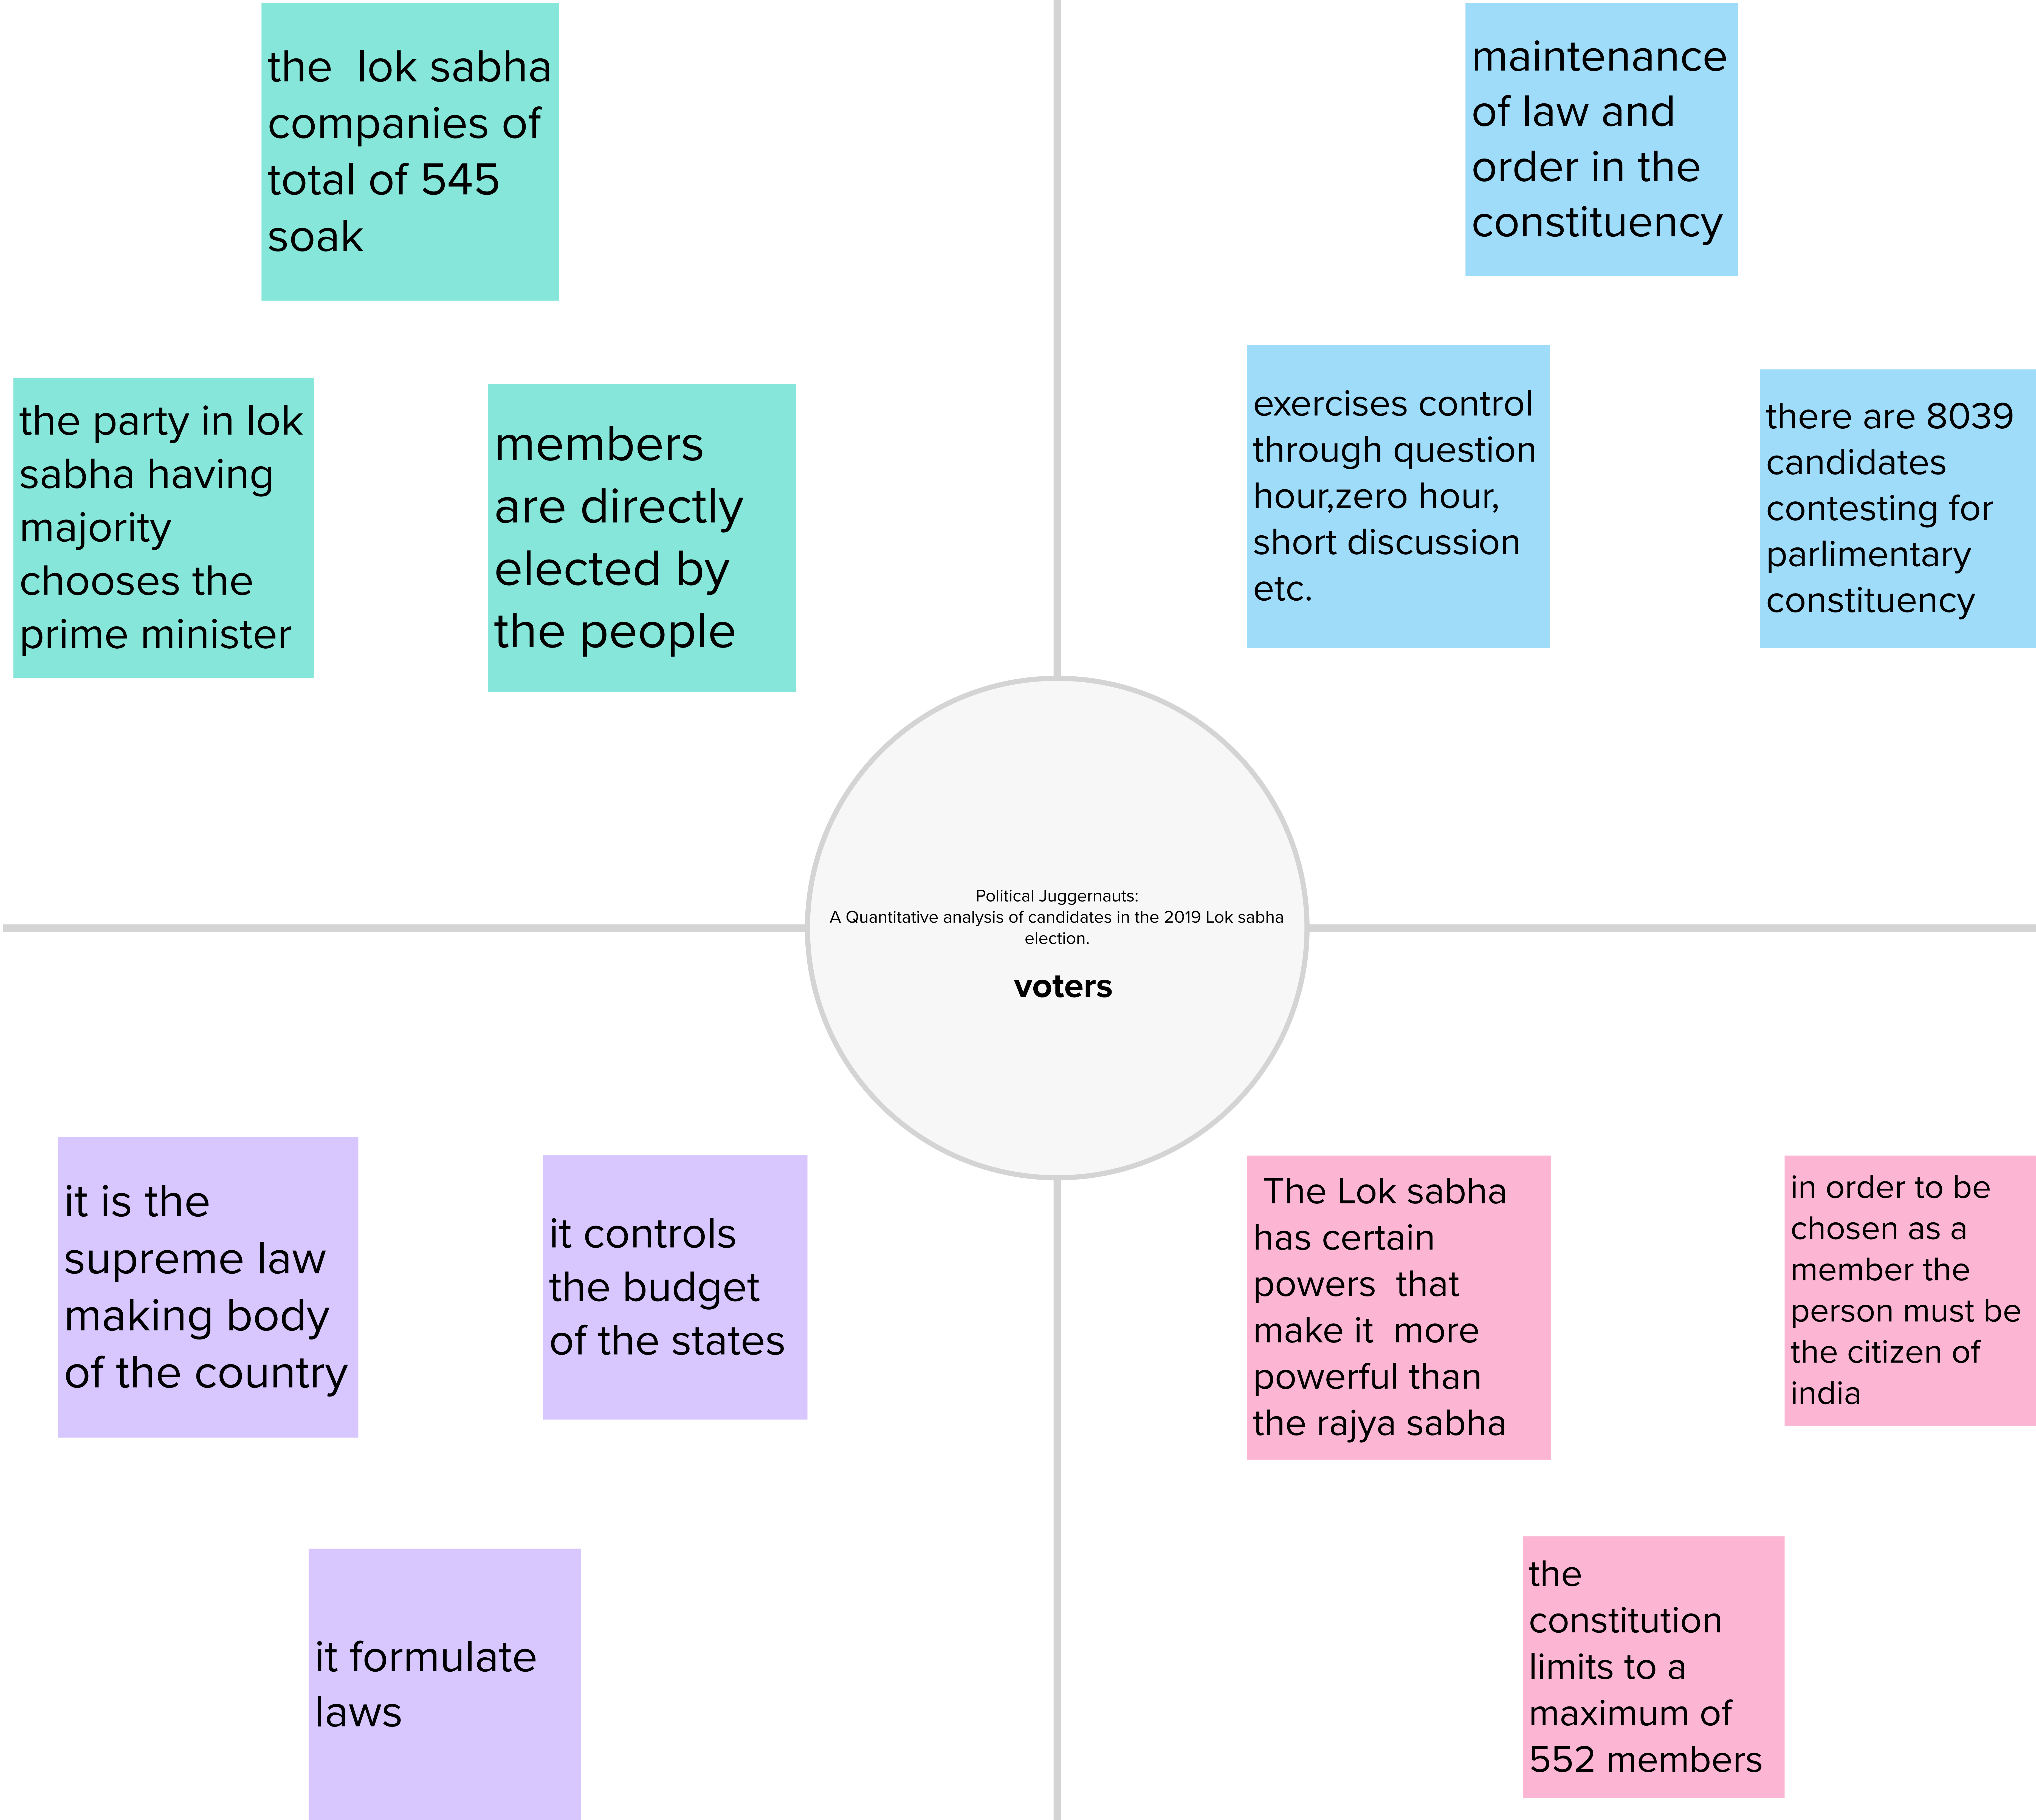 the  lok sabha
companies of
total of 545
soak
the party in lok
sabha having
majority
chooses the
prime minister
members
are directly
elected by
the people
maintenance
of law and
order in the
constituency
exercises control
through question
hour,zero hour,
short discussion
etc.
there are 8039
candidates
contesting for
parlimentary
constituency
Political Juggernauts:
A Quantitative analysis of candidates in the 2019 Lok sabha
election.
voters
it is the
supreme law
making body
of the country
it controls
the budget
of the states
it formulate
laws
The Lok sabha
has certain
powers  that
make it  more
powerful than
the rajya sabha
in order to be
chosen as a
member the
person must be
the citizen of
india
the
constitution
limits to a
maximum of
552 members